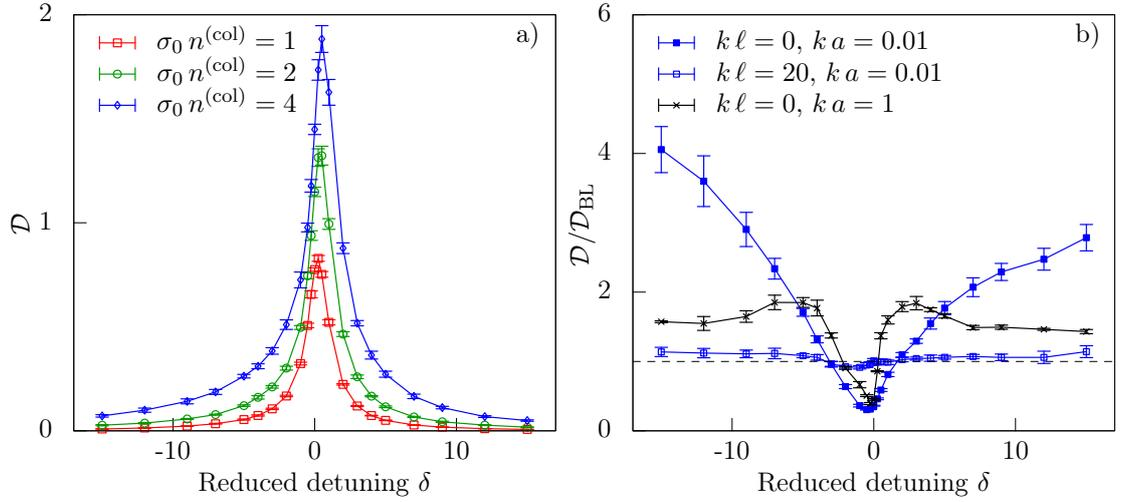 a)
σ₀ n⁽ᶜᵒˡ⁾ = 1
σ₀ n⁽ᶜᵒˡ⁾ = 2
σ₀ n⁽ᶜᵒˡ⁾ = 4
2
1
0
𝒟
-10 0 10
Reduced detuning δ
b)
k ℓ = 0, k a = 0.01
k ℓ = 20, k a = 0.01
k ℓ = 0, k a = 1
6
4
2
0
𝒟/𝒟_BL
-10 0 10
Reduced detuning δ